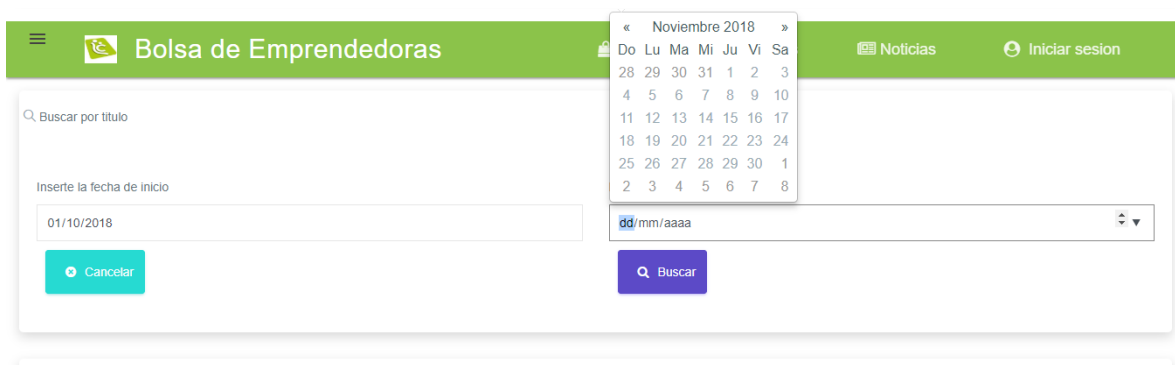 « Noviembre 2018 »
Do Lu Ma Mi Ju Vi Sa
28 29 30 31 1 2 3
4 5 6 7 8 9 10
11 12 13 14 15 16 17
18 19 20 21 22 23 24
25 26 27 28 29 30 1
2 3 4 5 6 7 8
Bolsa de Emprendedoras
Noticias
Iniciar sesion
Buscar por titulo
Inserte la fecha de inicio
01/10/2018
dd/mm/aaaa
Cancelar
Buscar